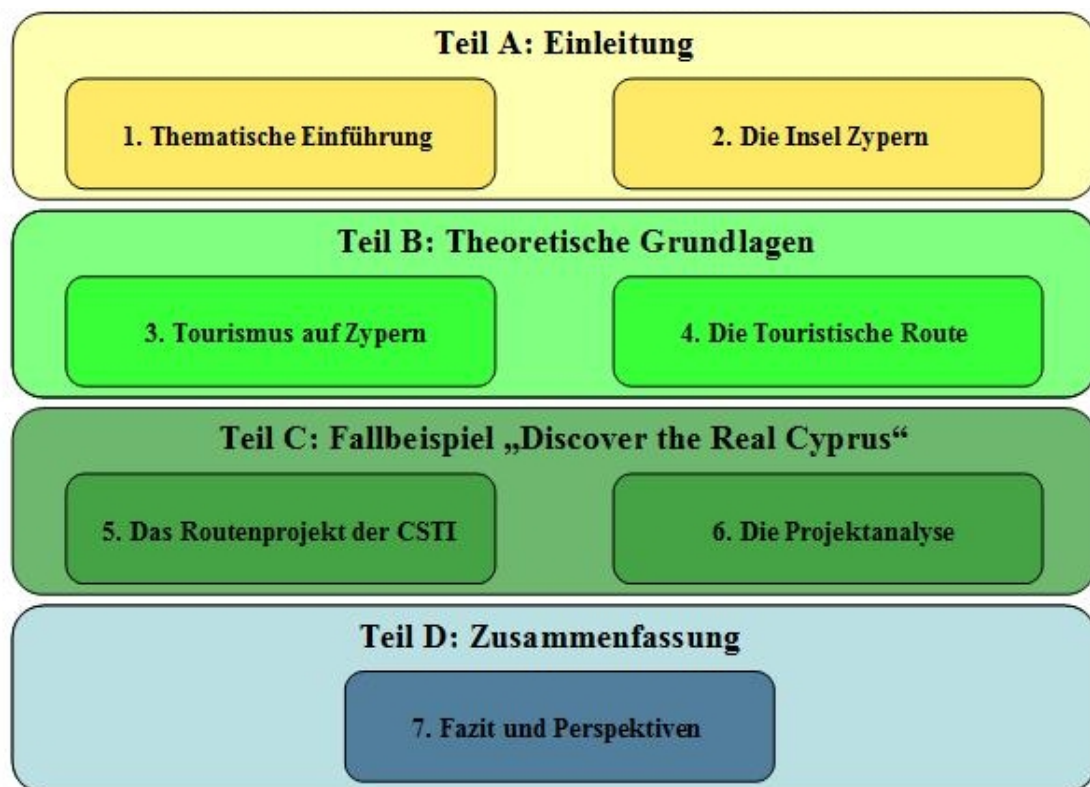 Teil A: Einleitung
1. Thematische Einführung
2. Die Insel Zypern
Teil B: Theoretische Grundlagen
3. Tourismus auf Zypern
4. Die Touristische Route
Teil C: Fallbeispiel „Discover the Real Cyprus“
5. Das Routenprojekt der CSTI
6. Die Projektanalyse
Teil D: Zusammenfassung
7. Fazit und Perspektiven